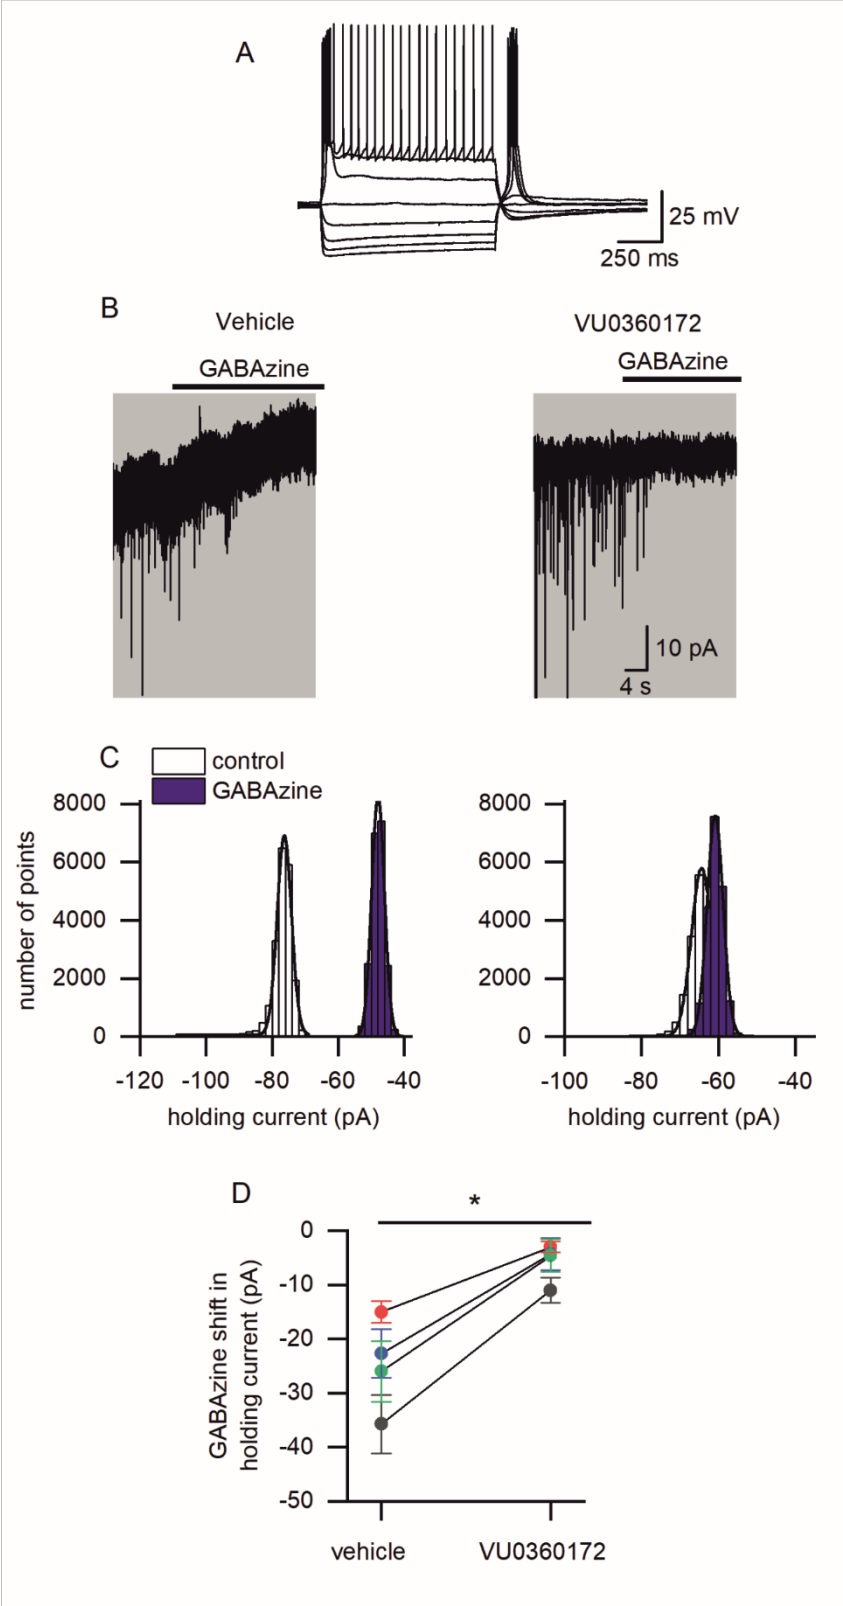 A
25 mV
250 ms
B
Vehicle
VU0360172
GABAzine
GABAzine
10 pA
4 s
C
control
GABAzine
number of points
8000
6000
4000
2000
0
-120 -100 -80 -60 -40
holding current (pA)
8000
6000
4000
2000
0
-100 -80 -60 -40
holding current (pA)
D
*
GABAzine shift in
holding current (pA)
0
-10
-20
-30
-40
-50
vehicle VU0360172